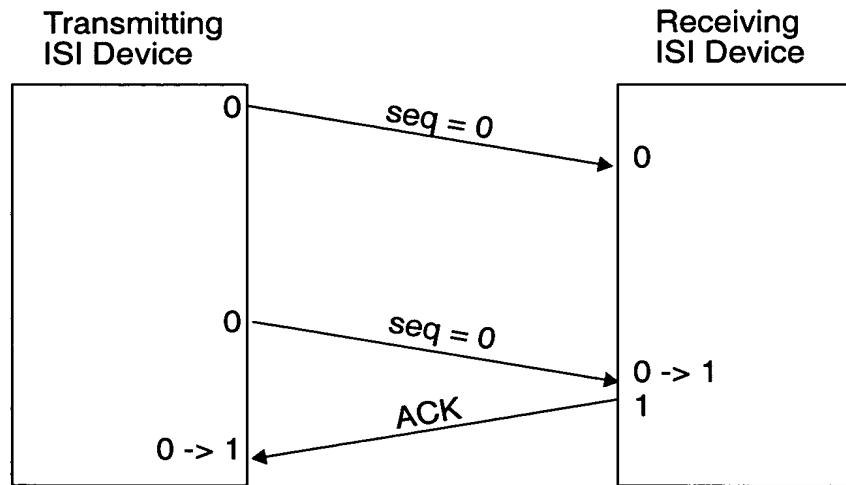 Transmitting
ISI Device
Receiving
ISI Device
0
seq = 0
0
0
seq = 0
0 -> 1
1
ACK
0 -> 1